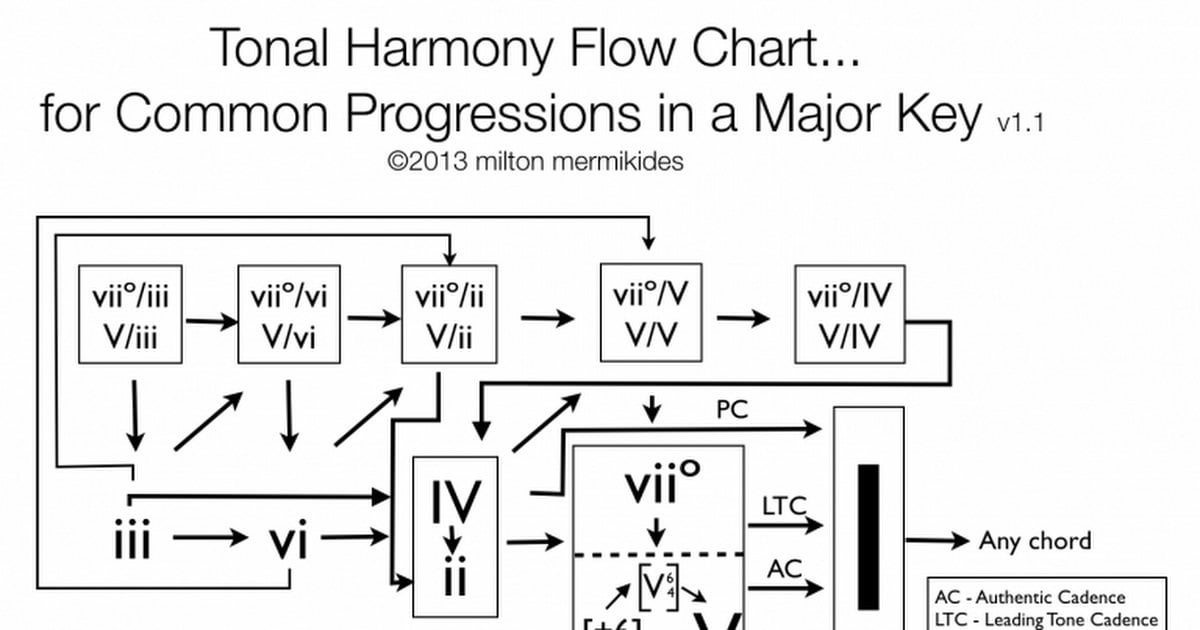 Tonal Harmony Flow Chart...
for Common Progressions in a Major Key v1.1
©2013 milton mermikides
vii°/iii
V/iii
vii°/vi
V/vi
vii°/ii
V/ii
vii°/V
V/V
vii°/IV
V/IV
PC
iii
vi
IV
ii
vii°
[V6/4]
[+6]
V
LTC
AC
I
Any chord
AC - Authentic Cadence
LTC - Leading Tone Cadence